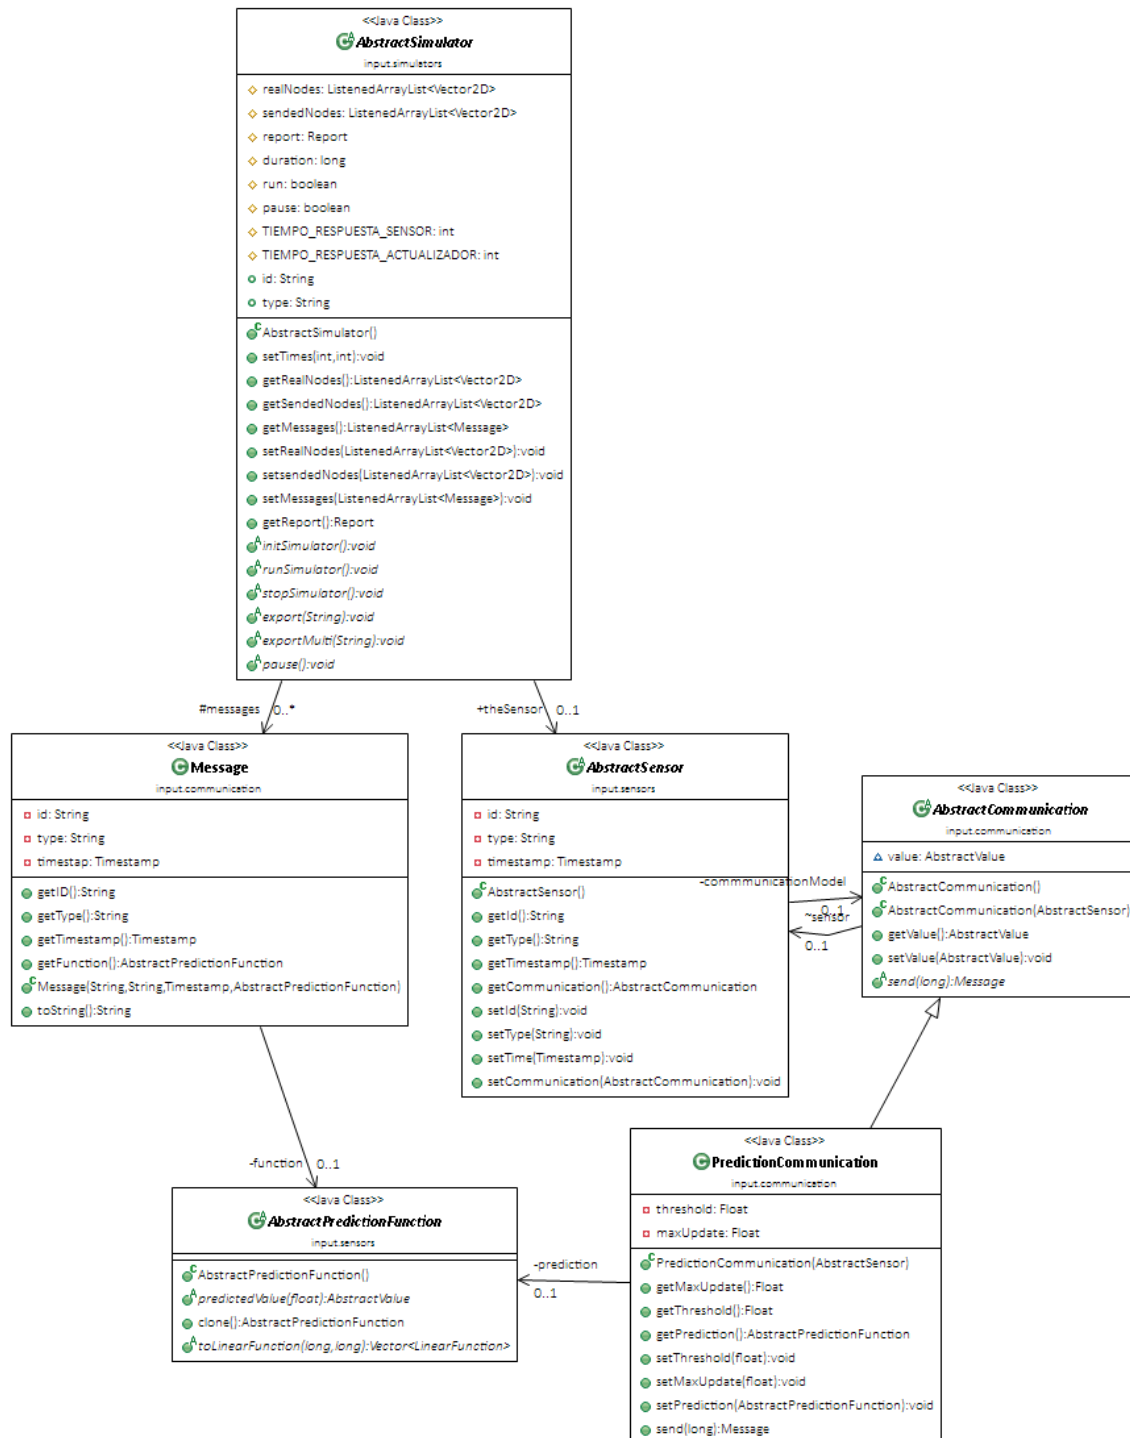 <<Java Class>>
AbstractSimulator
input.simulators
realNodes: ListenedArrayList<Vector2D>
sendedNodes: ListenedArrayList<Vector2D>
report: Report
duration: long
run: boolean
pause: boolean
TIEMPO_RESPUESTA_SENSOR: int
TIEMPO_RESPUESTA_ACTUALIZADOR: int
id: String
type: String
AbstractSimulator()
setTimes(int,int):void
getRealNodes():ListenedArrayList<Vector2D>
getSendedNodes():ListenedArrayList<Vector2D>
getMessages():ListenedArrayList<Message>
setRealNodes(ListenedArrayList<Vector2D>):void
setsendedNodes(ListenedArrayList<Vector2D>):void
setMessages(ListenedArrayList<Message>):void
getReport():Report
initSimulator():void
runSimulator():void
stopSimulator():void
export(String):void
exportMulti(String):void
pause():void
#messages 0..*
+theSensor 0..1
<<Java Class>>
Message
input.communication
id: String
type: String
timestap: Timestamp
getID():String
getType():String
getTimestamp():Timestamp
getFunction():AbstractPredictionFunction
Message(String,String,Timestamp,AbstractPredictionFunction)
toString():String
<<Java Class>>
AbstractSensor
input.sensors
id: String
type: String
timestamp: Timestamp
AbstractSensor()
getId():String
getType():String
getTimestamp():Timestamp
getCommunication():AbstractCommunication
setId(String):void
setType(String):void
setTime(Timestamp):void
setCommunication(AbstractCommunication):void
-commmunicationModel
0..1
~sensor
0..1
<<Java Class>>
AbstractCommunication
input.communication
value: AbstractValue
AbstractCommunication()
AbstractCommunication(AbstractSensor)
getValue():AbstractValue
setValue(AbstractValue):void
send(long):Message
-function 0..1
<<Java Class>>
AbstractPredictionFunction
input.sensors
AbstractPredictionFunction()
predictedValue(float):AbstractValue
clone():AbstractPredictionFunction
toLinearFunction(long,long):Vector<LinearFunction>
-prediction
0..1
<<Java Class>>
PredictionCommunication
input.communication
threshold: Float
maxUpdate: Float
PredictionCommunication(AbstractSensor)
getMaxUpdate():Float
getThreshold():Float
getPrediction():AbstractPredictionFunction
setThreshold(float):void
setMaxUpdate(float):void
setPrediction(AbstractPredictionFunction):void
send(long):Message